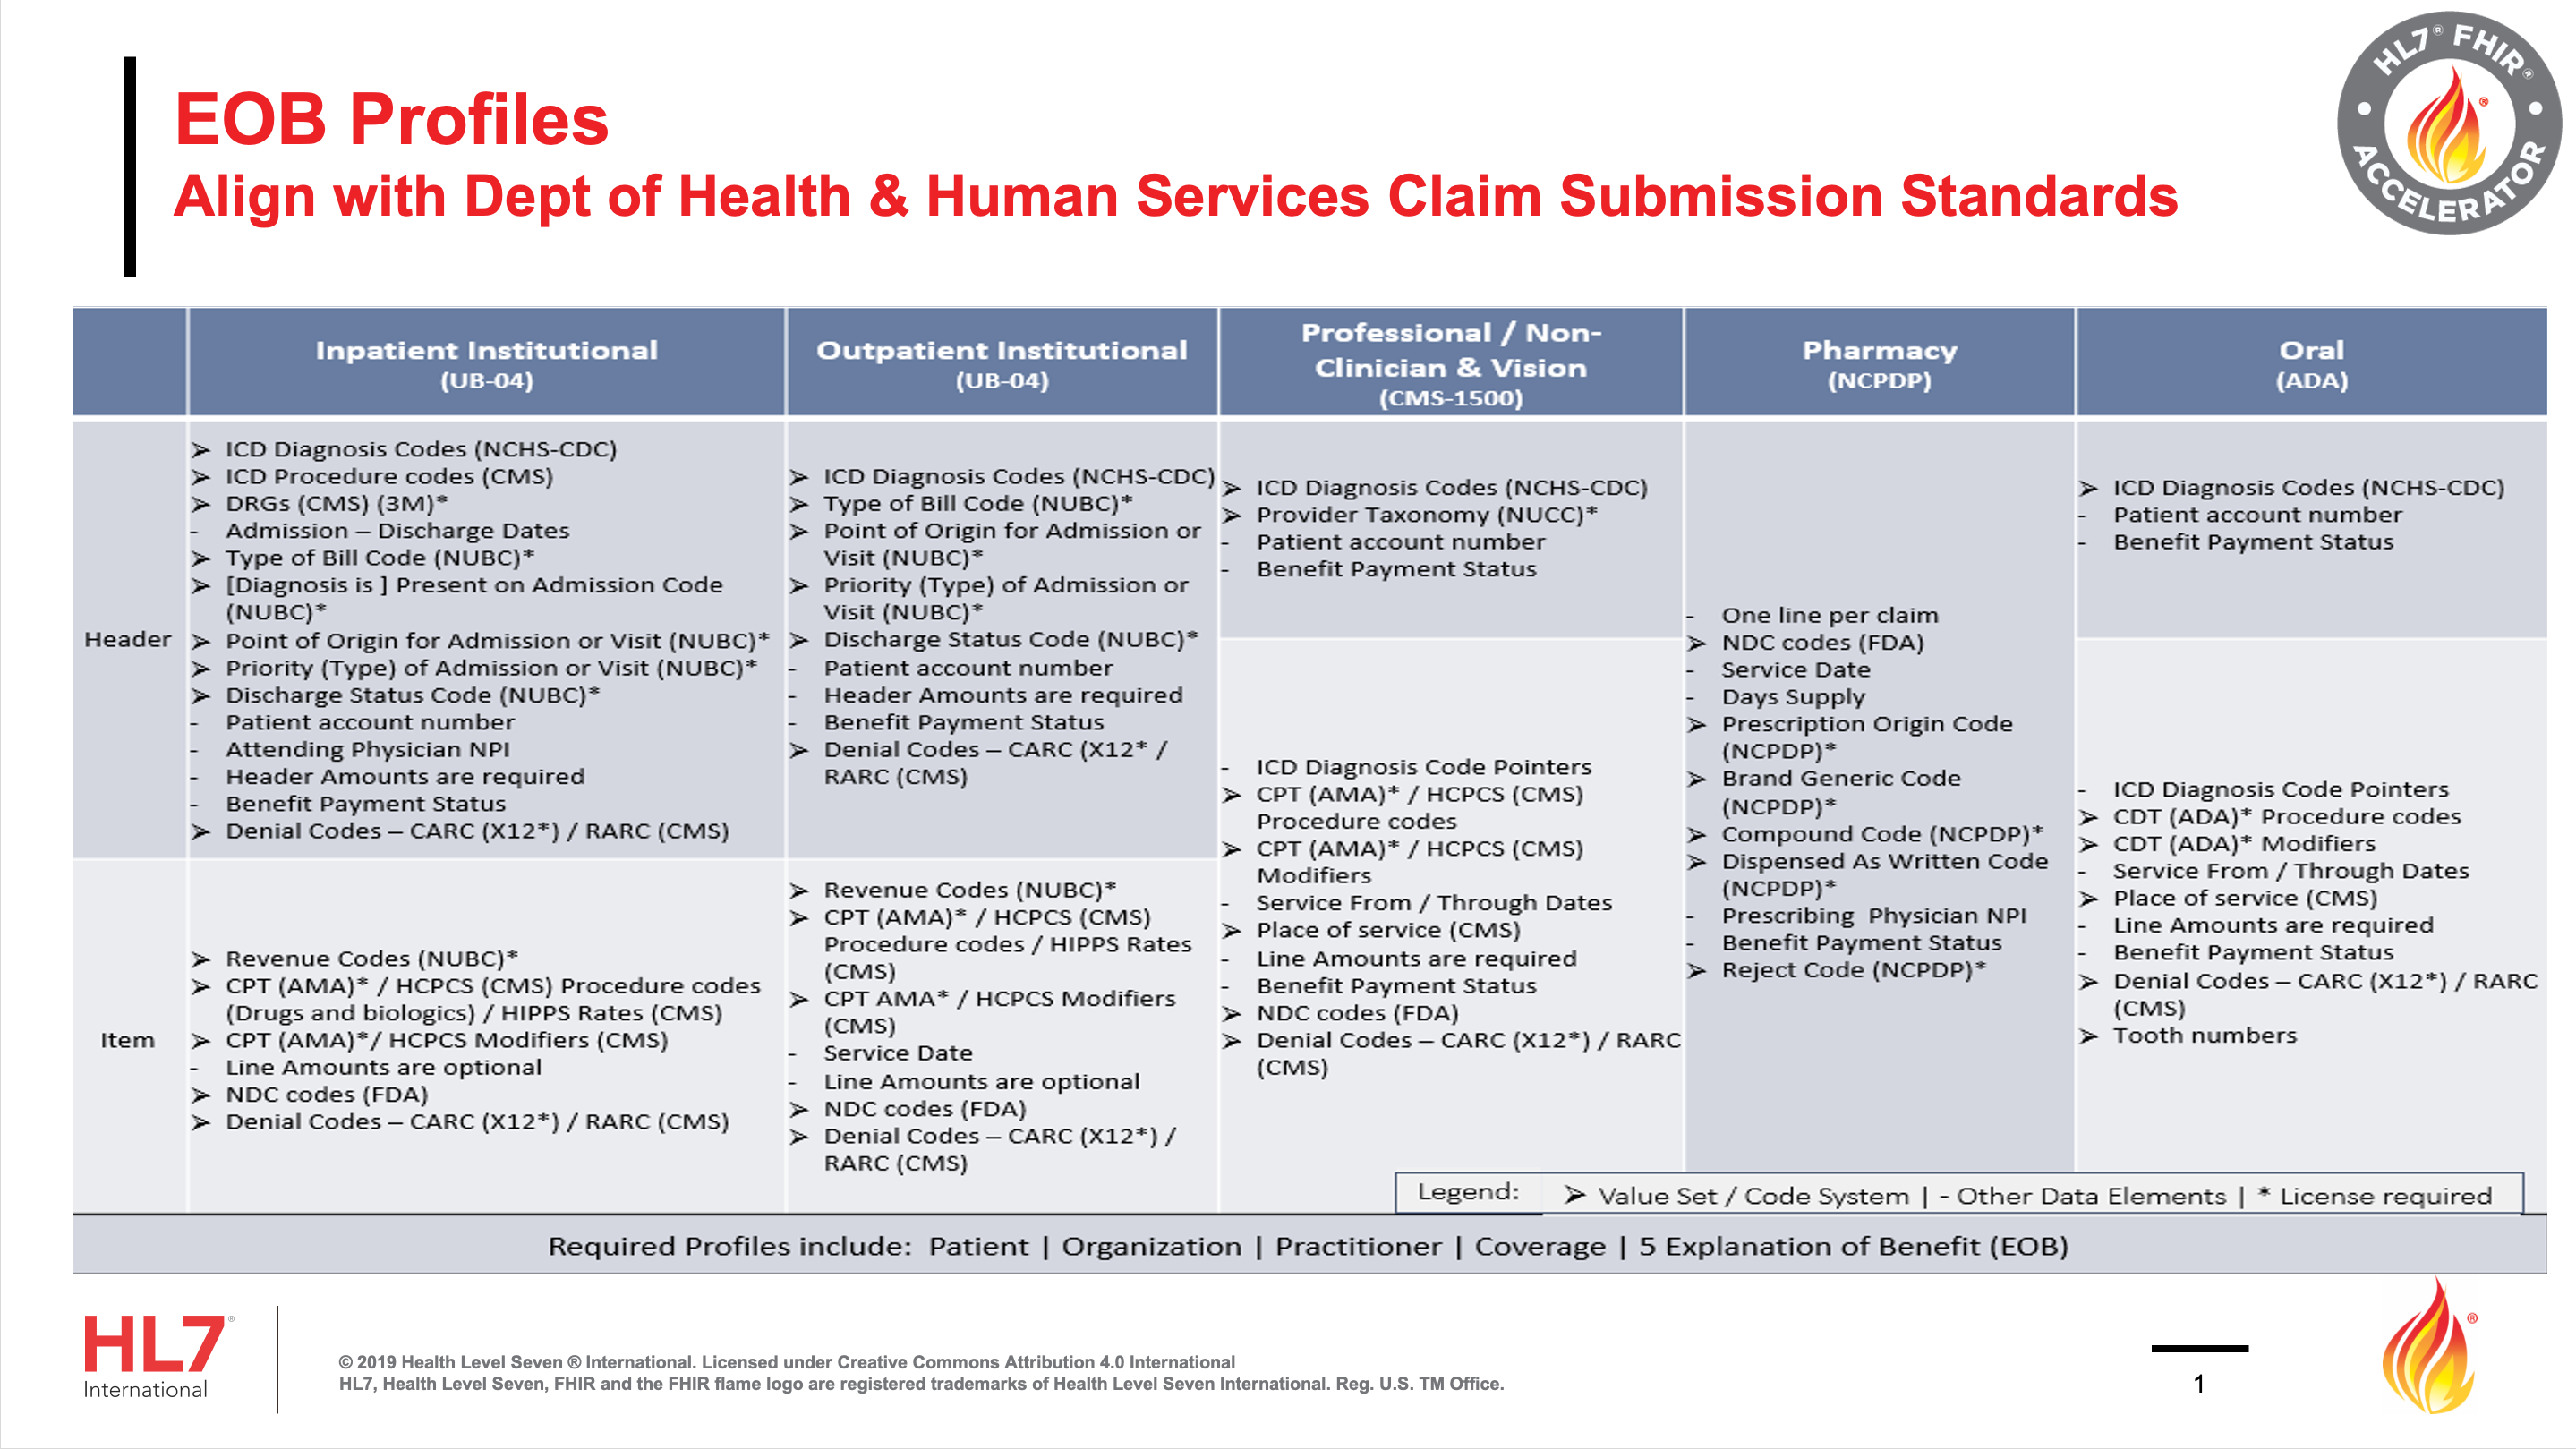 EOB Profiles
Align with Dept of Health & Human Services Claim Submission Standards
HL7® FHIR®
ACCELERATOR
®
Inpatient Institutional
(UB-04)
Outpatient Institutional
(UB-04)
Professional / Non-
Clinician & Vision
(CMS-1500)
Pharmacy
(NCPDP)
Oral
(ADA)
Header
➢ ICD Diagnosis Codes (NCHS-CDC)
➢ ICD Procedure codes (CMS)
➢ DRGs (CMS) (3M)*
- Admission – Discharge Dates
➢ Type of Bill Code (NUBC)*
➢ [Diagnosis is ] Present on Admission Code
(NUBC)*
➢ Point of Origin for Admission or Visit (NUBC)*
➢ Priority (Type) of Admission or Visit (NUBC)*
➢ Discharge Status Code (NUBC)*
- Patient account number
- Attending Physician NPI
- Header Amounts are required
- Benefit Payment Status
➢ Denial Codes – CARC (X12*) / RARC (CMS)
➢ ICD Diagnosis Codes (NCHS-CDC)
➢ Type of Bill Code (NUBC)*
➢ Point of Origin for Admission or
Visit (NUBC)*
➢ Priority (Type) of Admission or
Visit (NUBC)*
➢ Discharge Status Code (NUBC)*
- Patient account number
- Header Amounts are required
- Benefit Payment Status
➢ Denial Codes – CARC (X12* /
RARC (CMS)
➢ ICD Diagnosis Codes (NCHS-CDC)
➢ Provider Taxonomy (NUCC)*
- Patient account number
- Benefit Payment Status
- One line per claim
➢ NDC codes (FDA)
- Service Date
- Days Supply
➢ Prescription Origin Code
(NCPDP)*
➢ Brand Generic Code
(NCPDP)*
➢ Compound Code (NCPDP)*
➢ Dispensed As Written Code
(NCPDP)*
- Prescribing Physician NPI
- Benefit Payment Status
➢ Reject Code (NCPDP)*
➢ ICD Diagnosis Codes (NCHS-CDC)
- Patient account number
- Benefit Payment Status
Item
➢ Revenue Codes (NUBC)*
➢ CPT (AMA)* / HCPCS (CMS) Procedure codes
(Drugs and biologics) / HIPPS Rates (CMS)
➢ CPT (AMA)*/ HCPCS Modifiers (CMS)
- Line Amounts are optional
➢ NDC codes (FDA)
➢ Denial Codes – CARC (X12*) / RARC (CMS)
➢ Revenue Codes (NUBC)*
➢ CPT (AMA)* / HCPCS (CMS)
Procedure codes / HIPPS Rates
(CMS)
➢ CPT AMA* / HCPCS Modifiers
(CMS)
- Service Date
- Line Amounts are optional
➢ NDC codes (FDA)
➢ Denial Codes – CARC (X12*) /
RARC (CMS)
- ICD Diagnosis Code Pointers
➢ CPT (AMA)* / HCPCS (CMS)
Procedure codes
➢ CPT (AMA)* / HCPCS (CMS)
Modifiers
- Service From / Through Dates
➢ Place of service (CMS)
- Line Amounts are required
- Benefit Payment Status
➢ NDC codes (FDA)
➢ Denial Codes – CARC (X12*) / RARC
(CMS)
- ICD Diagnosis Code Pointers
➢ CDT (ADA)* Procedure codes
➢ CDT (ADA)* Modifiers
- Service From / Through Dates
➢ Place of service (CMS)
- Line Amounts are required
- Benefit Payment Status
➢ Denial Codes – CARC (X12*) / RARC
(CMS)
➢ Tooth numbers
Legend: ➢ Value Set / Code System | - Other Data Elements | * License required
Required Profiles include: Patient | Organization | Practitioner | Coverage | 5 Explanation of Benefit (EOB)
HL7®
International
© 2019 Health Level Seven ® International. Licensed under Creative Commons Attribution 4.0 International
HL7, Health Level Seven, FHIR and the FHIR flame logo are registered trademarks of Health Level Seven International. Reg. U.S. TM Office.
1
®